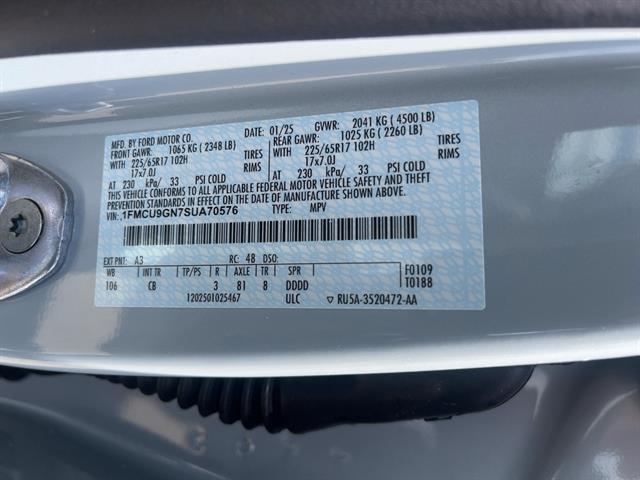 MFD. BY FORD MOTOR CO. 01/25 GVWR: 2041 KG ( 4500 LB)
FRONT GAWR: 1065 KG ( 2348 LB) REAR GAWR: 1025 KG ( 2260 LB)
WITH 225/65R17 102H TIRES WITH 225/65R17 102H TIRES
17x7.0J RIMS 17x7.0J RIMS
AT 230 kPa/ 33 PSI COLD AT 230 kPa/ 33 PSI COLD
THIS VEHICLE CONFORMS TO ALL APPLICABLE FEDERAL MOTOR VEHICLE SAFETY, BUMPER, AND THEFT
PREVENTION STANDARDS IN EFFECT ON THE DATE OF MANUFACTURE SHOWN ABOVE.
VIN: 1FMCU9GN7SUA70576 TYPE: MPV
EXT PNT: A3 RC: 48 DSO:
WB INT TR TP/PS R AXLE TR SPR F0109
106 CB 3 81 8 DDDD T0188
1202501025467 ULC ▽RU5A-3520472-AA